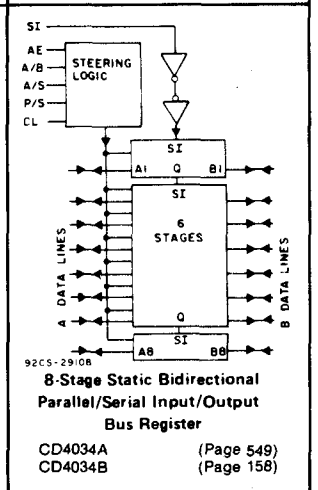 SI
AE
A/B
A/S
P/S
CL
STEERING
LOGIC
SI
A1 Q B1
SI
6
STAGES
A DATA LINES
B DATA LINES
Q
SI
A8 B8
92CS-29108
8-Stage Static Bidirectional
Parallel/Serial Input/Output
Bus Register
CD4034A (Page 549)
CD4034B (Page 158)